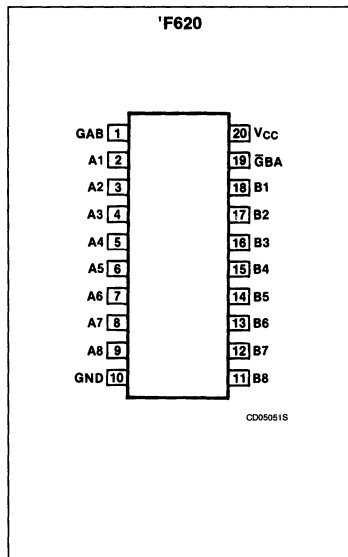 'F620
GAB 1 20 VCC
A1 2 19 G̅BA
A2 3 18 B1
A3 4 17 B2
A4 5 16 B3
A5 6 15 B4
A6 7 14 B5
A7 8 13 B6
A8 9 12 B7
GND 10 11 B8
CD05051S